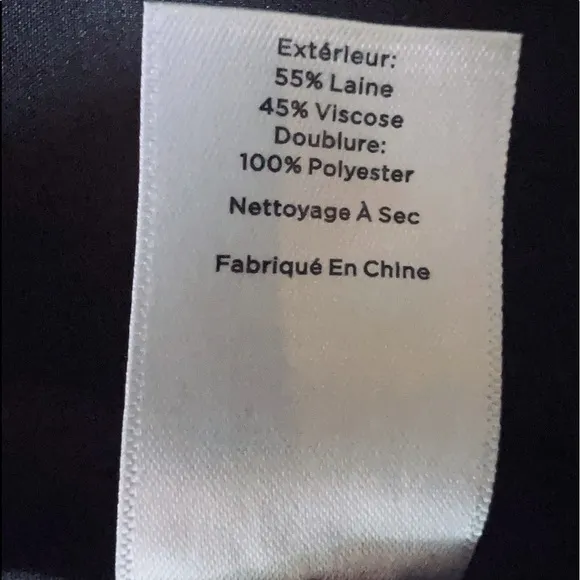 Extérieur:
55% Laine
45% Viscose
Doublure:
100% Polyester
Nettoyage À Sec
Fabriqué En Chine